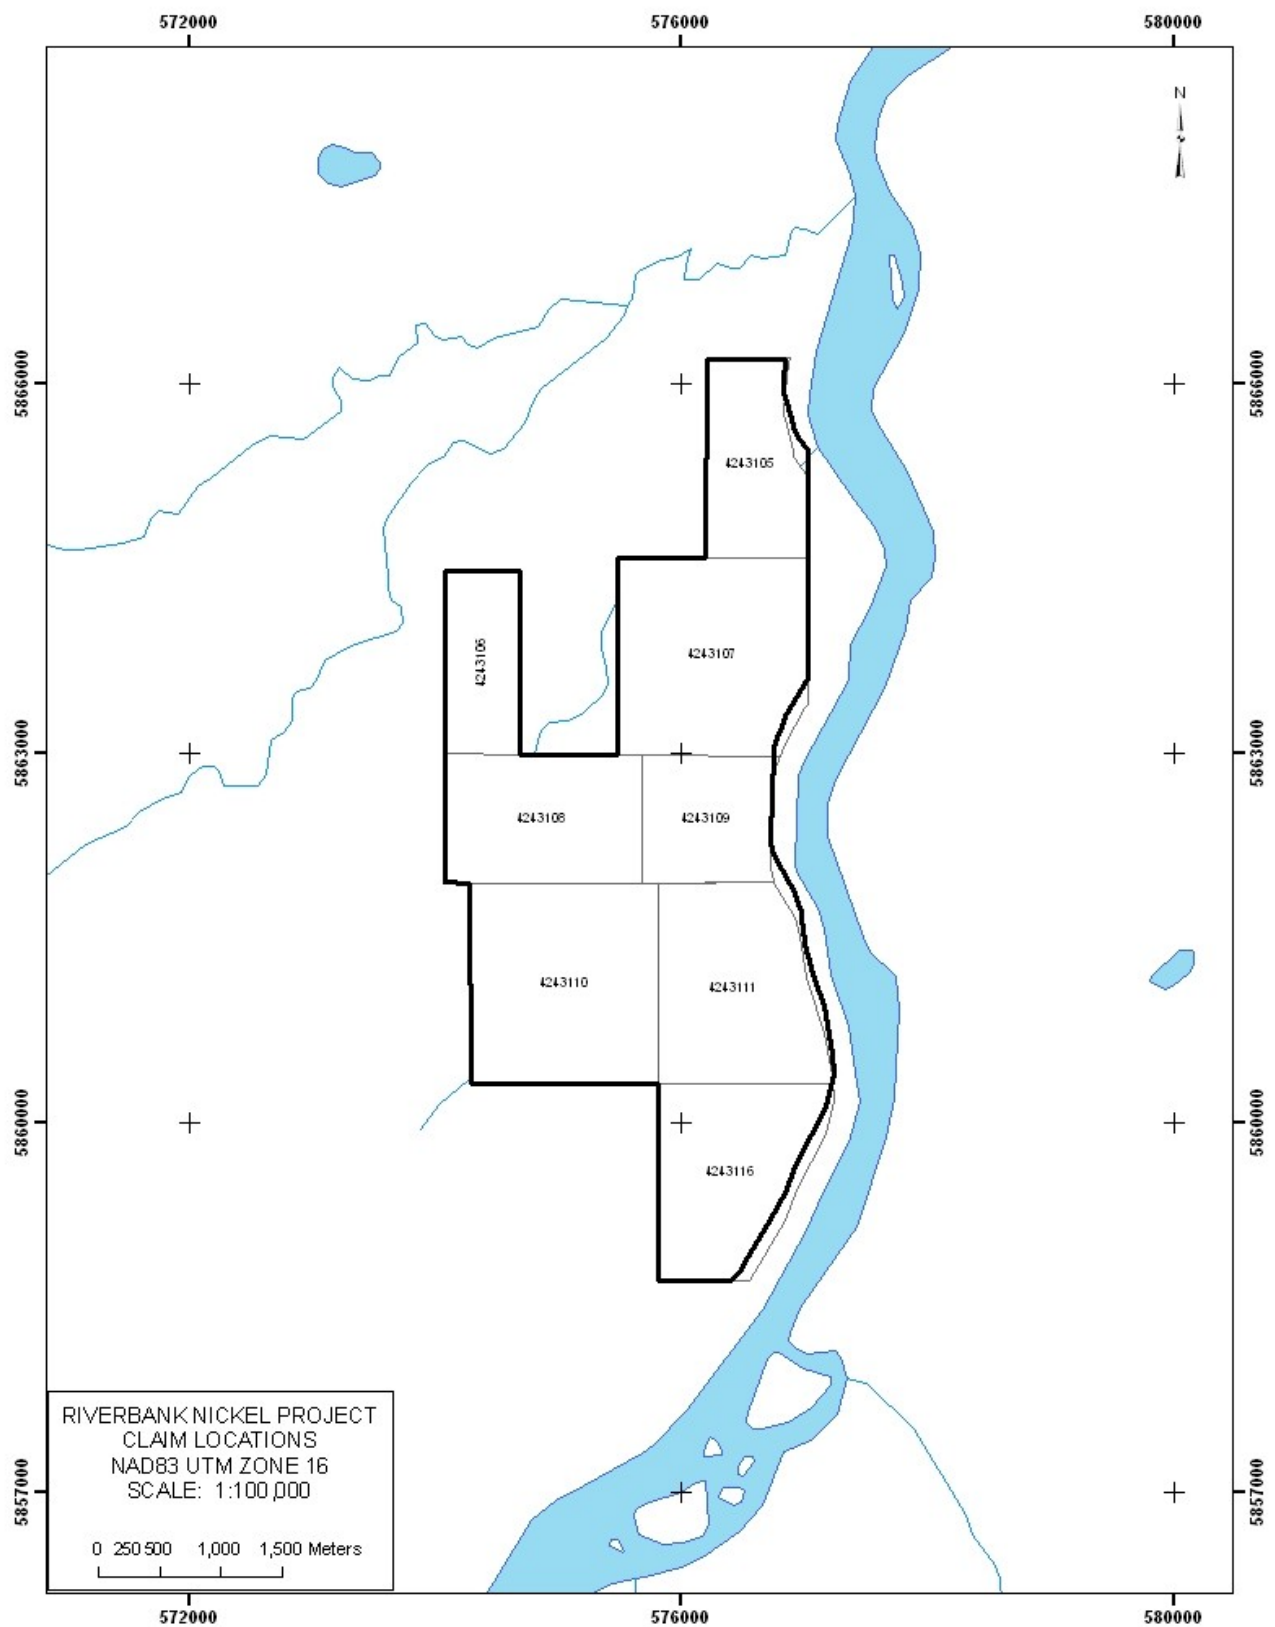 572000 576000 580000
N
5866000 5866000
4243105
4243106
4243107
5863000 5863000
4243108 4243109
4243110 4243111
5860000 5860000
4243116
RIVERBANK NICKEL PROJECT
CLAIM LOCATIONS
NAD83 UTM ZONE 16
SCALE: 1:100,000
5857000 5857000
0 250 500 1,000 1,500 Meters
572000 576000 580000